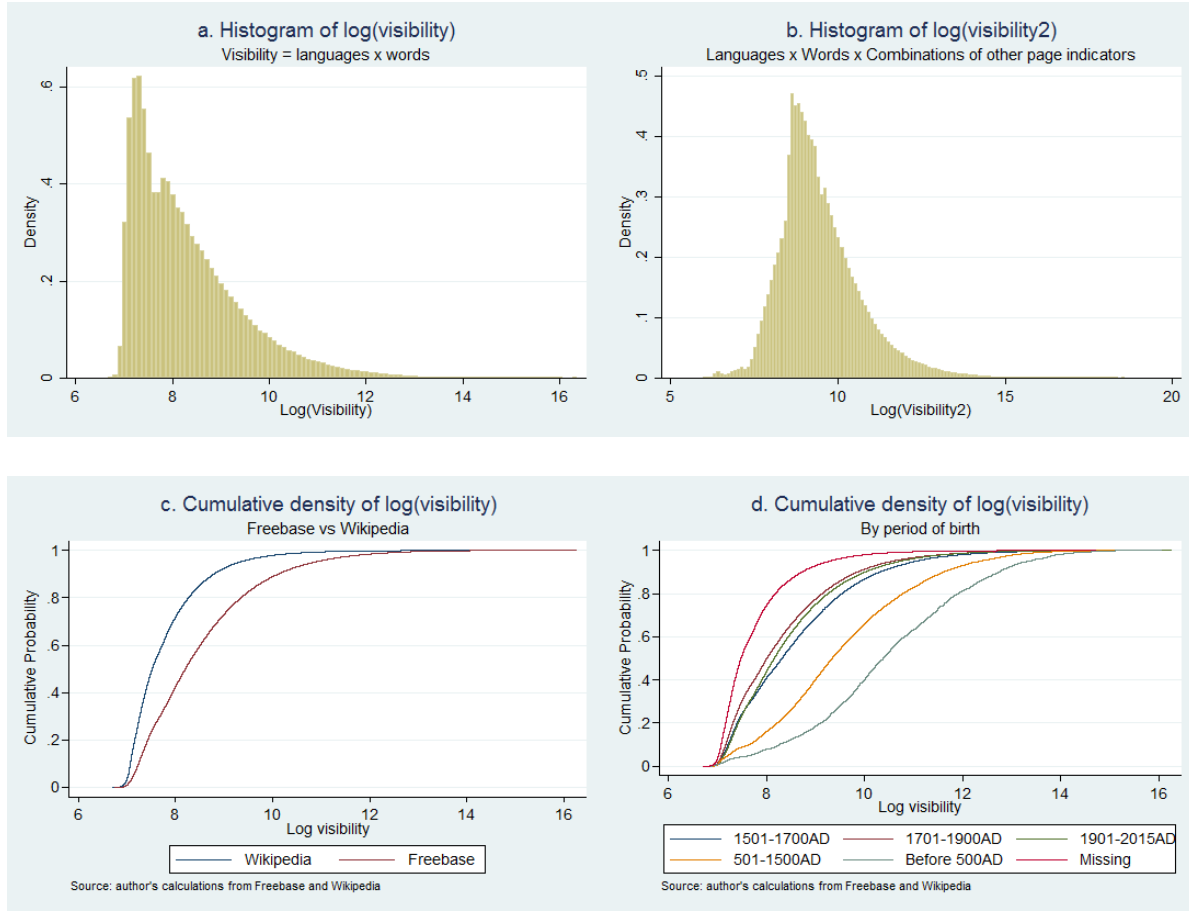 a. Histogram of log(visibility)
Visibility = languages x words
Density
.6
.4
.2
0
6 8 10 12 14 16
Log(Visibility)
b. Histogram of log(visibility2)
Languages x Words x Combinations of other page indicators
Density
.5
.4
.3
.2
.1
0
5 10 15 20
Log(Visibility2)
c. Cumulative density of log(visibility)
Freebase vs Wikipedia
Cumulative Probability
1
.8
.6
.4
.2
0
6 8 10 12 14 16
Log visibility
Wikipedia Freebase
Source: author's calculations from Freebase and Wikipedia
d. Cumulative density of log(visibility)
By period of birth
Cumulative Probability
1
.8
.6
.4
.2
0
6 8 10 12 14 16
Log visibility
1501-1700AD 1701-1900AD 1901-2015AD
501-1500AD Before 500AD Missing
Source: author's calculations from Freebase and Wikipedia